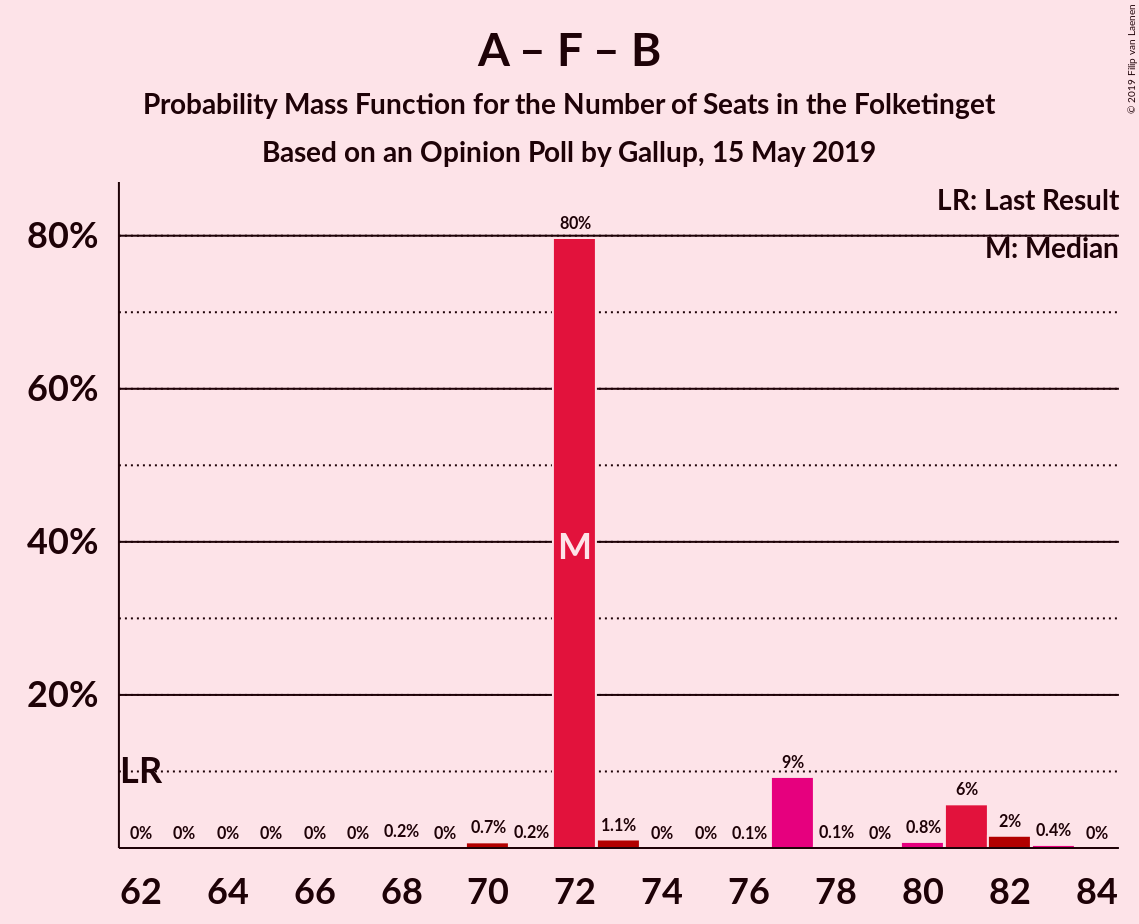 A – F – B
Probability Mass Function for the Number of Seats in the Folketinget
Based on an Opinion Poll by Gallup, 15 May 2019
© 2019 Filip van Laenen
LR: Last Result
M: Median
80%
60%
40%
20%
LR
M
0% 0% 0% 0% 0% 0% 0.2% 0% 0.7% 0.2% 80% 1.1% 0% 0% 0.1% 9% 0.1% 0% 0.8% 6% 2% 0.4% 0%
62 64 66 68 70 72 74 76 78 80 82 84